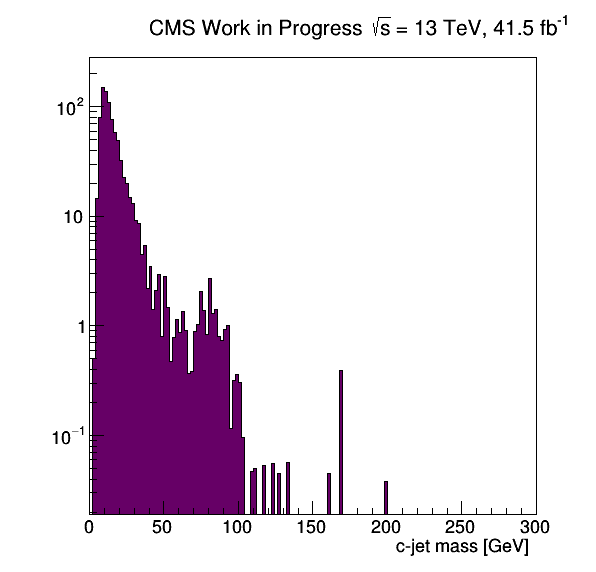 CMS Work in Progress √s = 13 TeV, 41.5 fb⁻¹
10²
10
1
10⁻¹
0 50 100 150 200 250 300
c-jet mass [GeV]